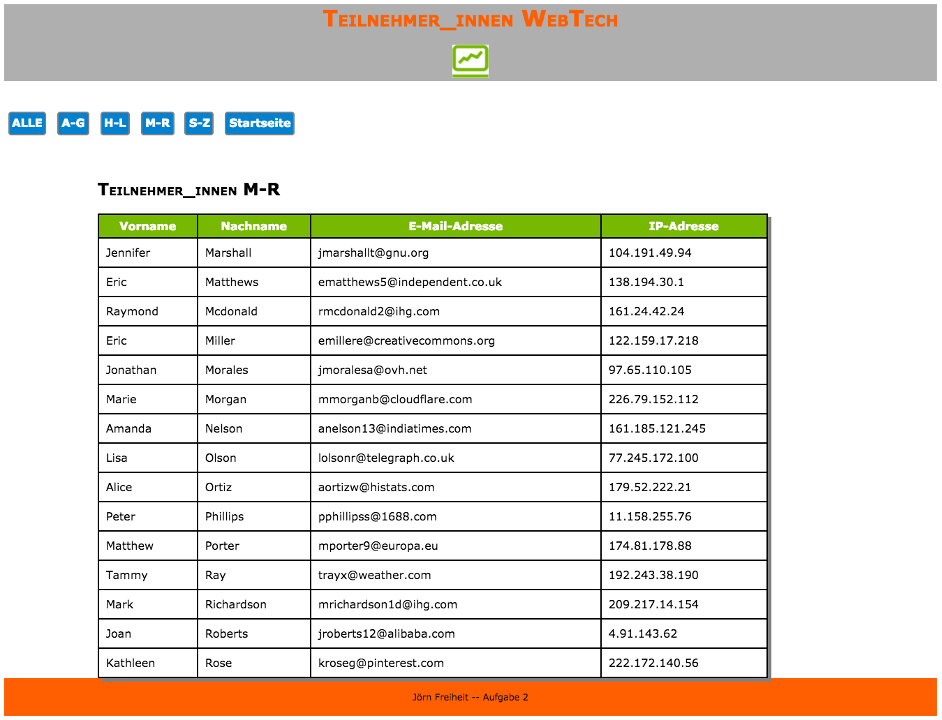 Teilnehmer_innen WebTech
ALLE A-G H-L M-R S-Z Startseite
Teilnehmer_innen M-R
Vorname Nachname E-Mail-Adresse IP-Adresse
Jennifer Marshall jmarshallt@gnu.org 104.191.49.94
Eric Matthews ematthews5@independent.co.uk 138.194.30.1
Raymond Mcdonald rmcdonald2@ihg.com 161.24.42.24
Eric Miller emillere@creativecommons.org 122.159.17.218
Jonathan Morales jmoralesa@ovh.net 97.65.110.105
Marie Morgan mmorganb@cloudflare.com 226.79.152.112
Amanda Nelson anelson13@indiatimes.com 161.185.121.245
Lisa Olson lolsonr@telegraph.co.uk 77.245.172.100
Alice Ortiz aortizw@histats.com 179.52.222.21
Peter Phillips pphillipss@1688.com 11.158.255.76
Matthew Porter mporter9@europa.eu 174.81.178.88
Tammy Ray trayx@weather.com 192.243.38.190
Mark Richardson mrichardson1d@ihg.com 209.217.14.154
Joan Roberts jroberts12@alibaba.com 4.91.143.62
Kathleen Rose kroseg@pinterest.com 222.172.140.56
Jörn Freiheit -- Aufgabe 2